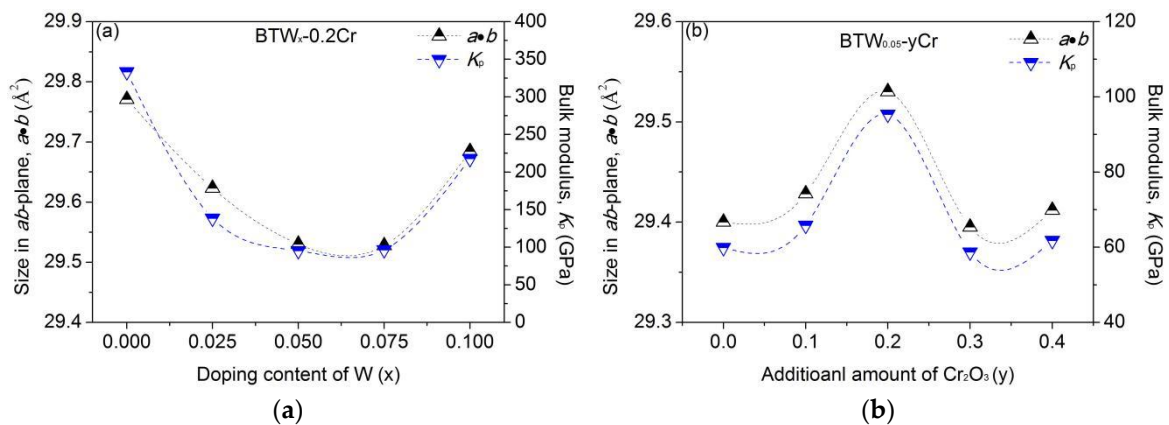 (a)
BTWₓ-0.2Cr
a●b
Kₚ
29.9
29.8
29.7
29.6
29.5
29.4
Size in ab-plane, a●b (Å²)
400
350
300
250
200
150
100
50
0
Bulk modulus, Kₚ (GPa)
0.000 0.025 0.050 0.075 0.100
Doping content of W (x)
(a)
(b)
BTW₀.₀₅-yCr
a●b
Kₚ
29.6
29.5
29.4
29.3
Size in ab-plane, a●b (Å²)
120
100
80
60
40
Bulk modulus, Kₚ (GPa)
0.0 0.1 0.2 0.3 0.4
Additioanl amount of Cr₂O₃ (y)
(b)